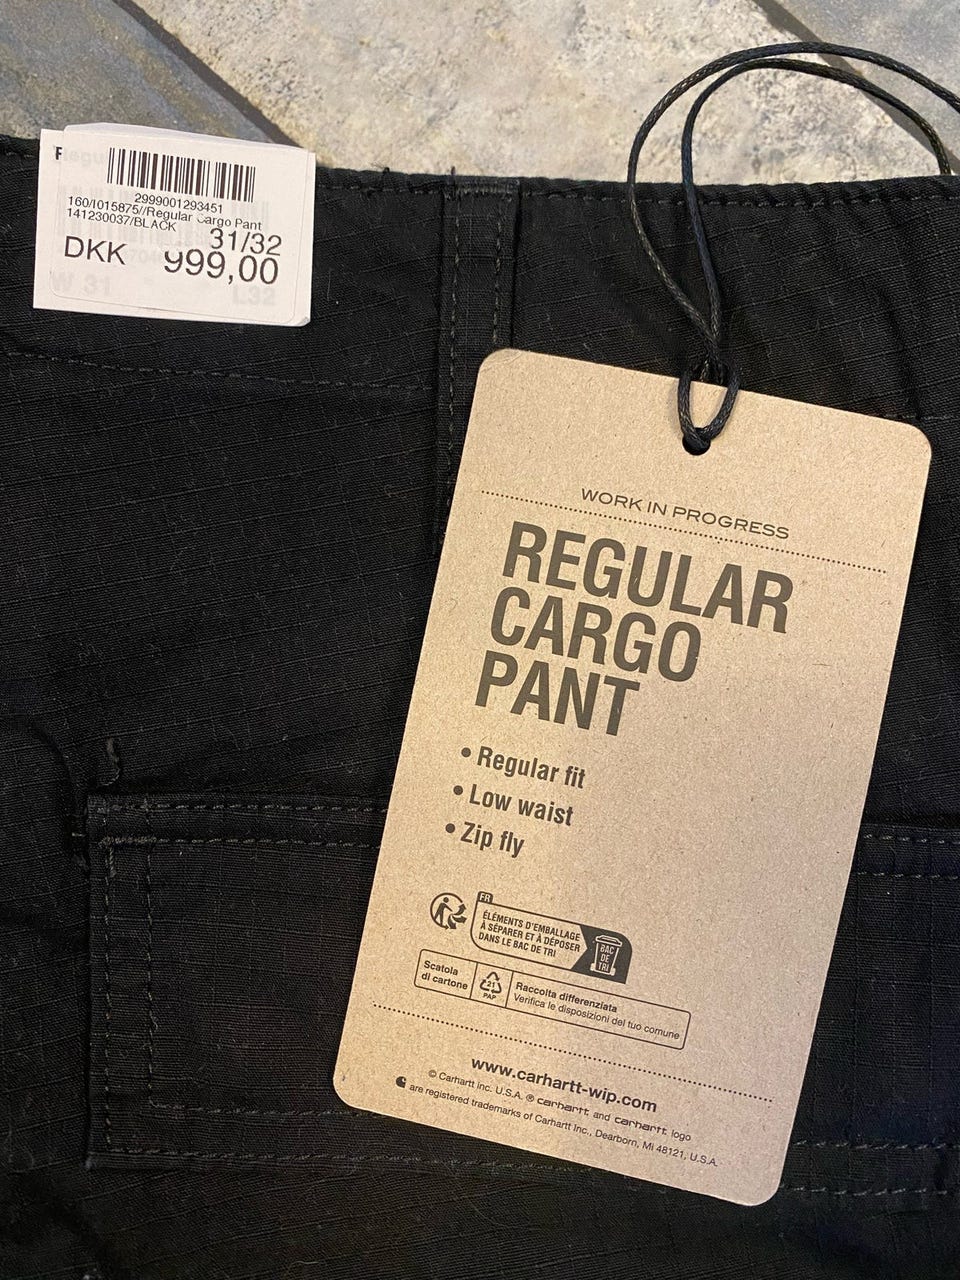 2999001293451
160/I015875//Regular Cargo Pant
141230037/BLACK
31/32
DKK 999,00
W 31 L32
WORK IN PROGRESS
REGULAR
CARGO
PANT
• Regular fit
• Low waist
• Zip fly
FR
ÉLÉMENTS D'EMBALLAGE
À SÉPARER ET À DÉPOSER
DANS LE BAC DE TRI
BAC
DE
TRI
Scatola
di cartone
21
PAP
Raccolta differenziata
Verifica le disposizioni del tuo comune
www.carhartt-wip.com
© Carhartt Inc. U.S.A. ® carhartt and carhartt logo
are registered trademarks of Carhartt Inc., Dearborn, MI 48121, U.S.A.